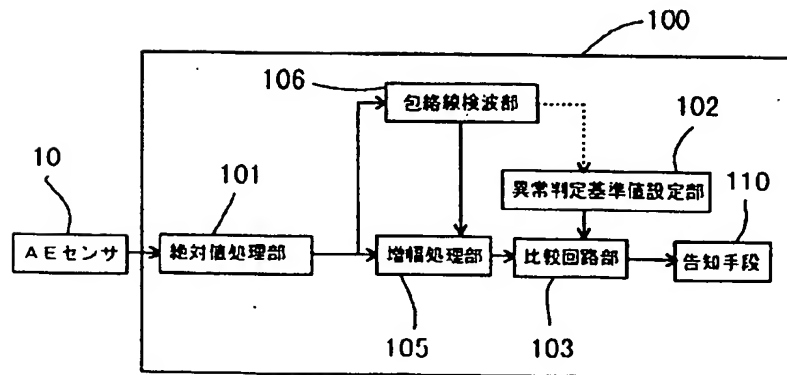 100
106
包絡線検波部
102
10
101
異常判定基準値設定部
110
AEセンサ
絶対値処理部
増幅処理部
比較回路部
告知手段
105
103